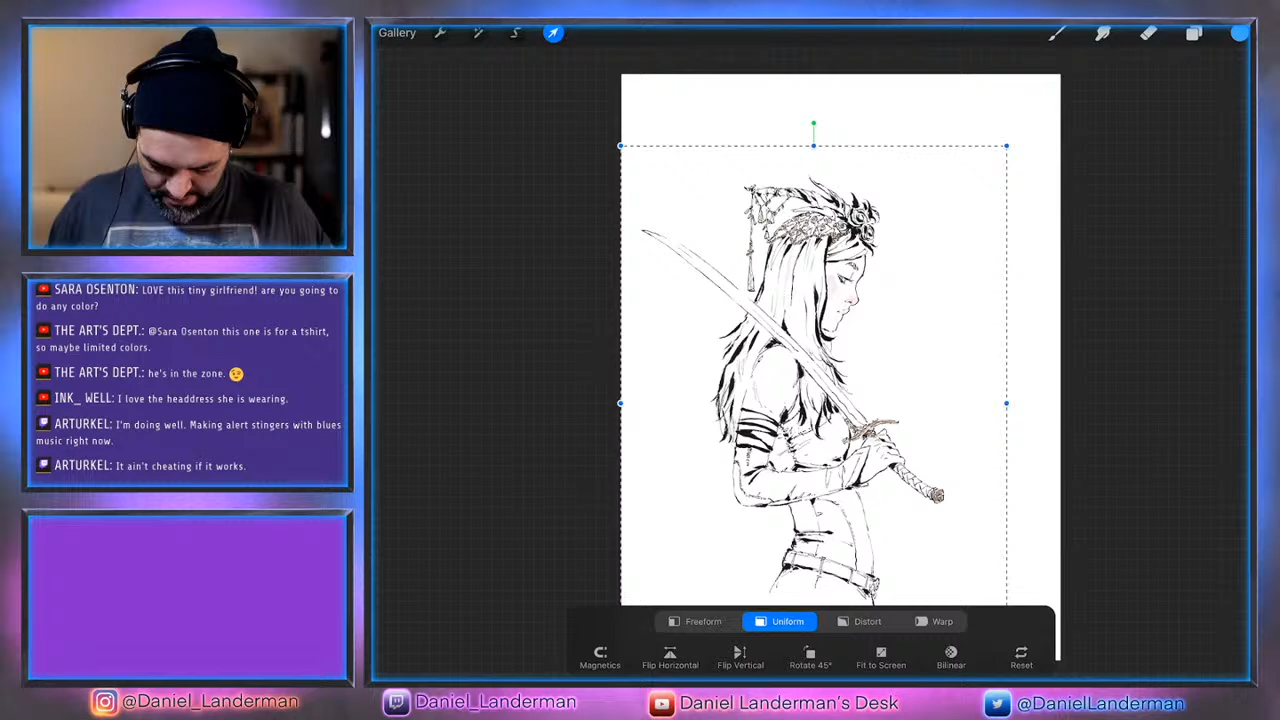 Gallery
SARA OSENTON: LOVE this tiny girlfriend! are you going to
do any color?
THE ART'S DEPT.: @Sara Osenton this one is for a tshirt,
so maybe limited colors.
THE ART'S DEPT.: he's in the zone.
INK_ WELL: I love the headdress she is wearing.
ARTURKEL: I'm doing well. Making alert stingers with blues
music right now.
ARTURKEL: It ain't cheating if it works.
Freeform
Uniform
Distort
Warp
Magnetics
Flip Horizontal
Flip Vertical
Rotate 45°
Fit to Screen
Bilinear
Reset
@Daniel_Landerman
Daniel_Landerman
Daniel Landerman's Desk
@DanielLanderman